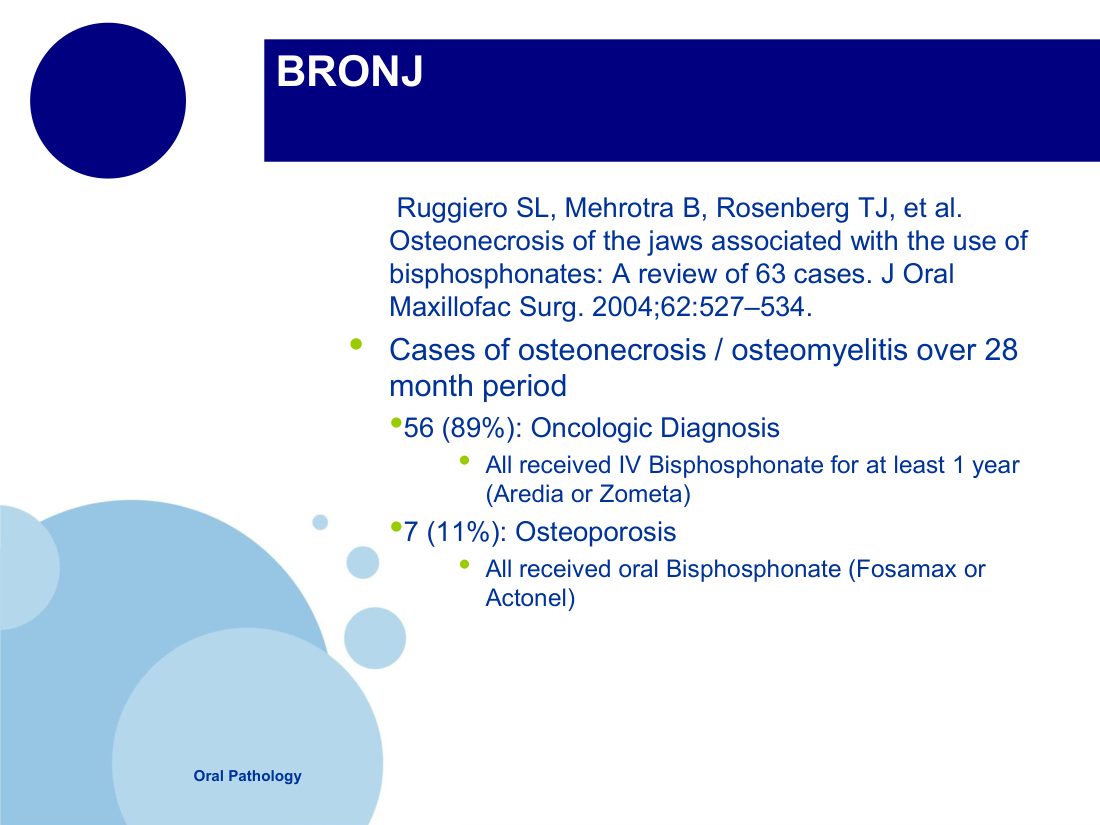 BRONJ
Ruggiero SL, Mehrotra B, Rosenberg TJ, et al.
Osteonecrosis of the jaws associated with the use of
bisphosphonates: A review of 63 cases. J Oral
Maxillofac Surg. 2004;62:527–534.
• Cases of osteonecrosis / osteomyelitis over 28
month period
•56 (89%): Oncologic Diagnosis
• All received IV Bisphosphonate for at least 1 year
(Aredia or Zometa)
•7 (11%): Osteoporosis
• All received oral Bisphosphonate (Fosamax or
Actonel)
Oral Pathology